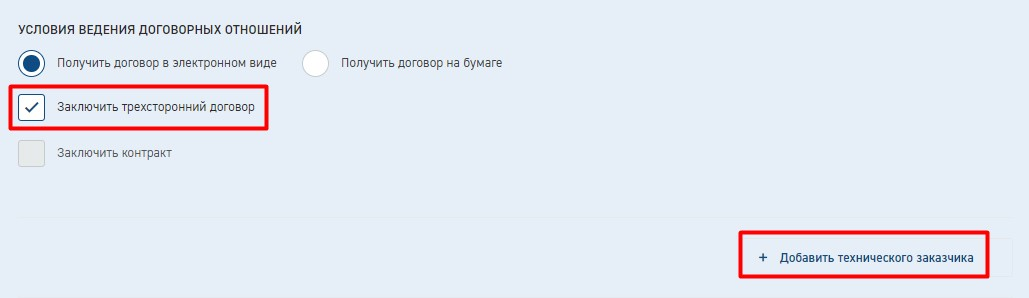 УСЛОВИЯ ВЕДЕНИЯ ДОГОВОРНЫХ ОТНОШЕНИЙ
Получить договор в электронном виде Получить договор на бумаге
Заключить трехсторонний договор
Заключить контракт
+ Добавить технического заказчика